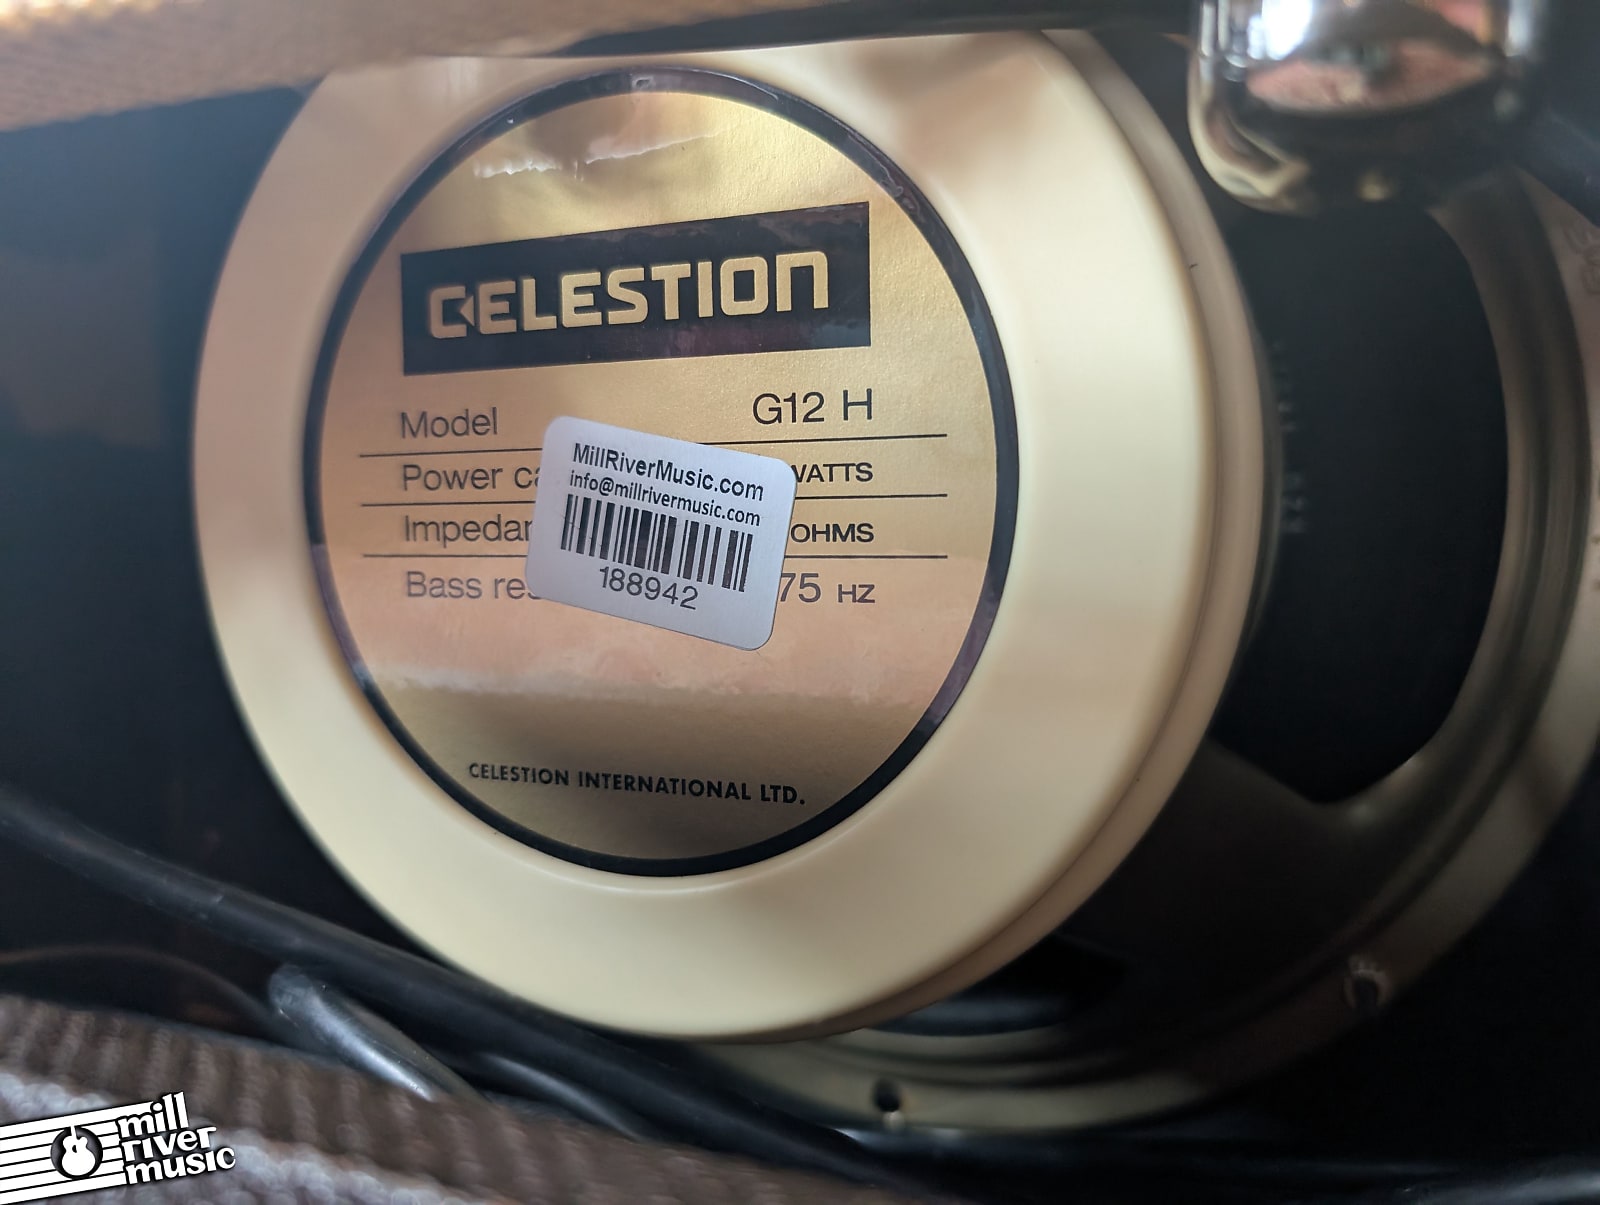 CELESTION
Model G12 H
Power ca WATTS
Impedan OHMS
Bass res 75 HZ
MillRiverMusic.com
info@millrivermusic.com
188942
CELESTION INTERNATIONAL LTD.
mill
river
music